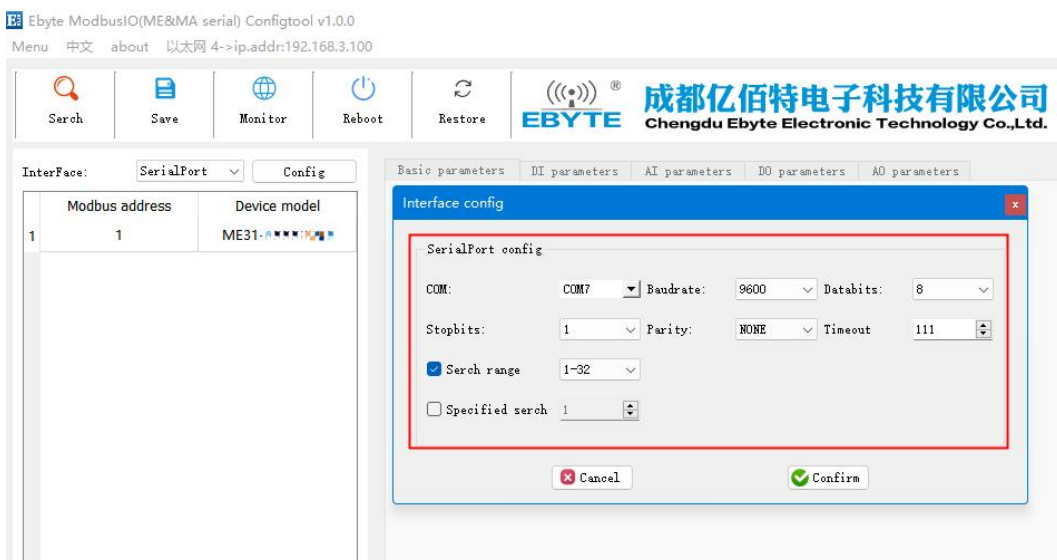 Ebyte ModbusIO(ME&MA serial) Configtool v1.0.0
Menu 中文 about 以太网 4->ip.addr:192.168.3.100
Serch Save Monitor Reboot Restore
EBYTE ®
成都亿佰特电子科技有限公司
Chengdu Ebyte Electronic Technology Co.,Ltd.
InterFace: SerialPort Config
Basic parameters DI parameters AI parameters DO parameters AO parameters
Modbus address Device model
1 1 ME31-
Interface config
SerialPort config
COM: COM7 Baudrate: 9600 Databits: 8
Stopbits: 1 Parity: NONE Timeout 111
Serch range 1-32
Specified serch 1
Cancel Confirm